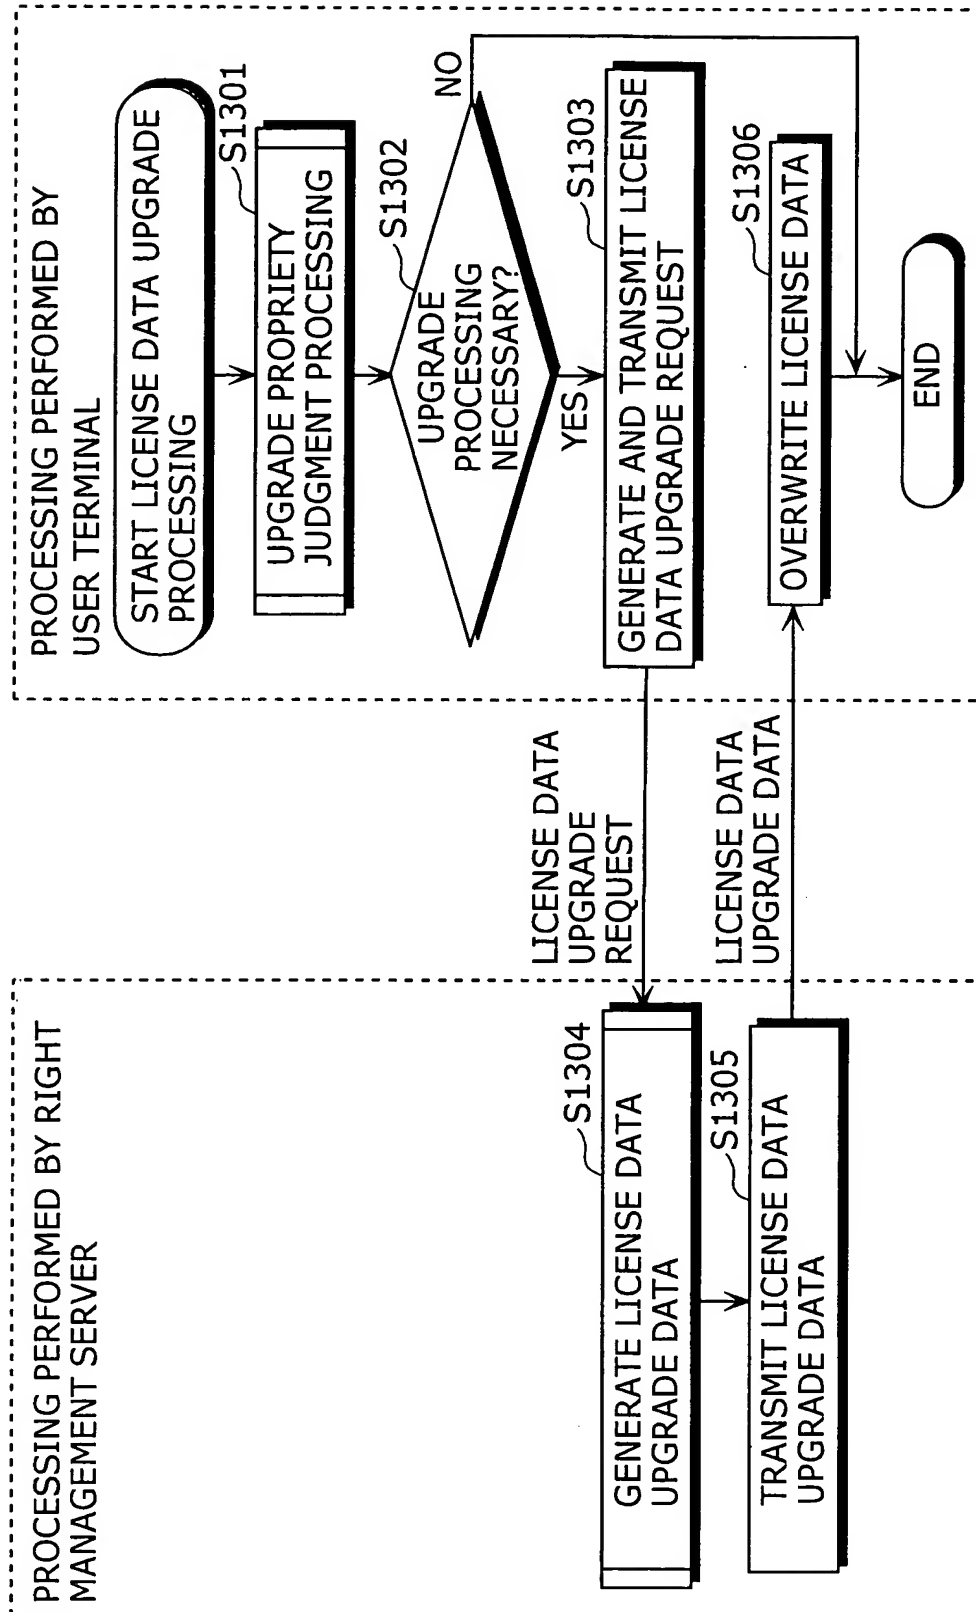 PROCESSING PERFORMED BY RIGHT
MANAGEMENT SERVER
PROCESSING PERFORMED BY
USER TERMINAL
START LICENSE DATA UPGRADE
PROCESSING
S1301
UPGRADE PROPRIETY
JUDGMENT PROCESSING
S1302
UPGRADE
PROCESSING
NECESSARY?
NO
YES
S1303
GENERATE AND TRANSMIT LICENSE
DATA UPGRADE REQUEST
LICENSE DATA
UPGRADE
REQUEST
S1304
GENERATE LICENSE DATA
UPGRADE DATA
S1305
TRANSMIT LICENSE DATA
UPGRADE DATA
LICENSE DATA
UPGRADE DATA
S1306
OVERWRITE LICENSE DATA
END